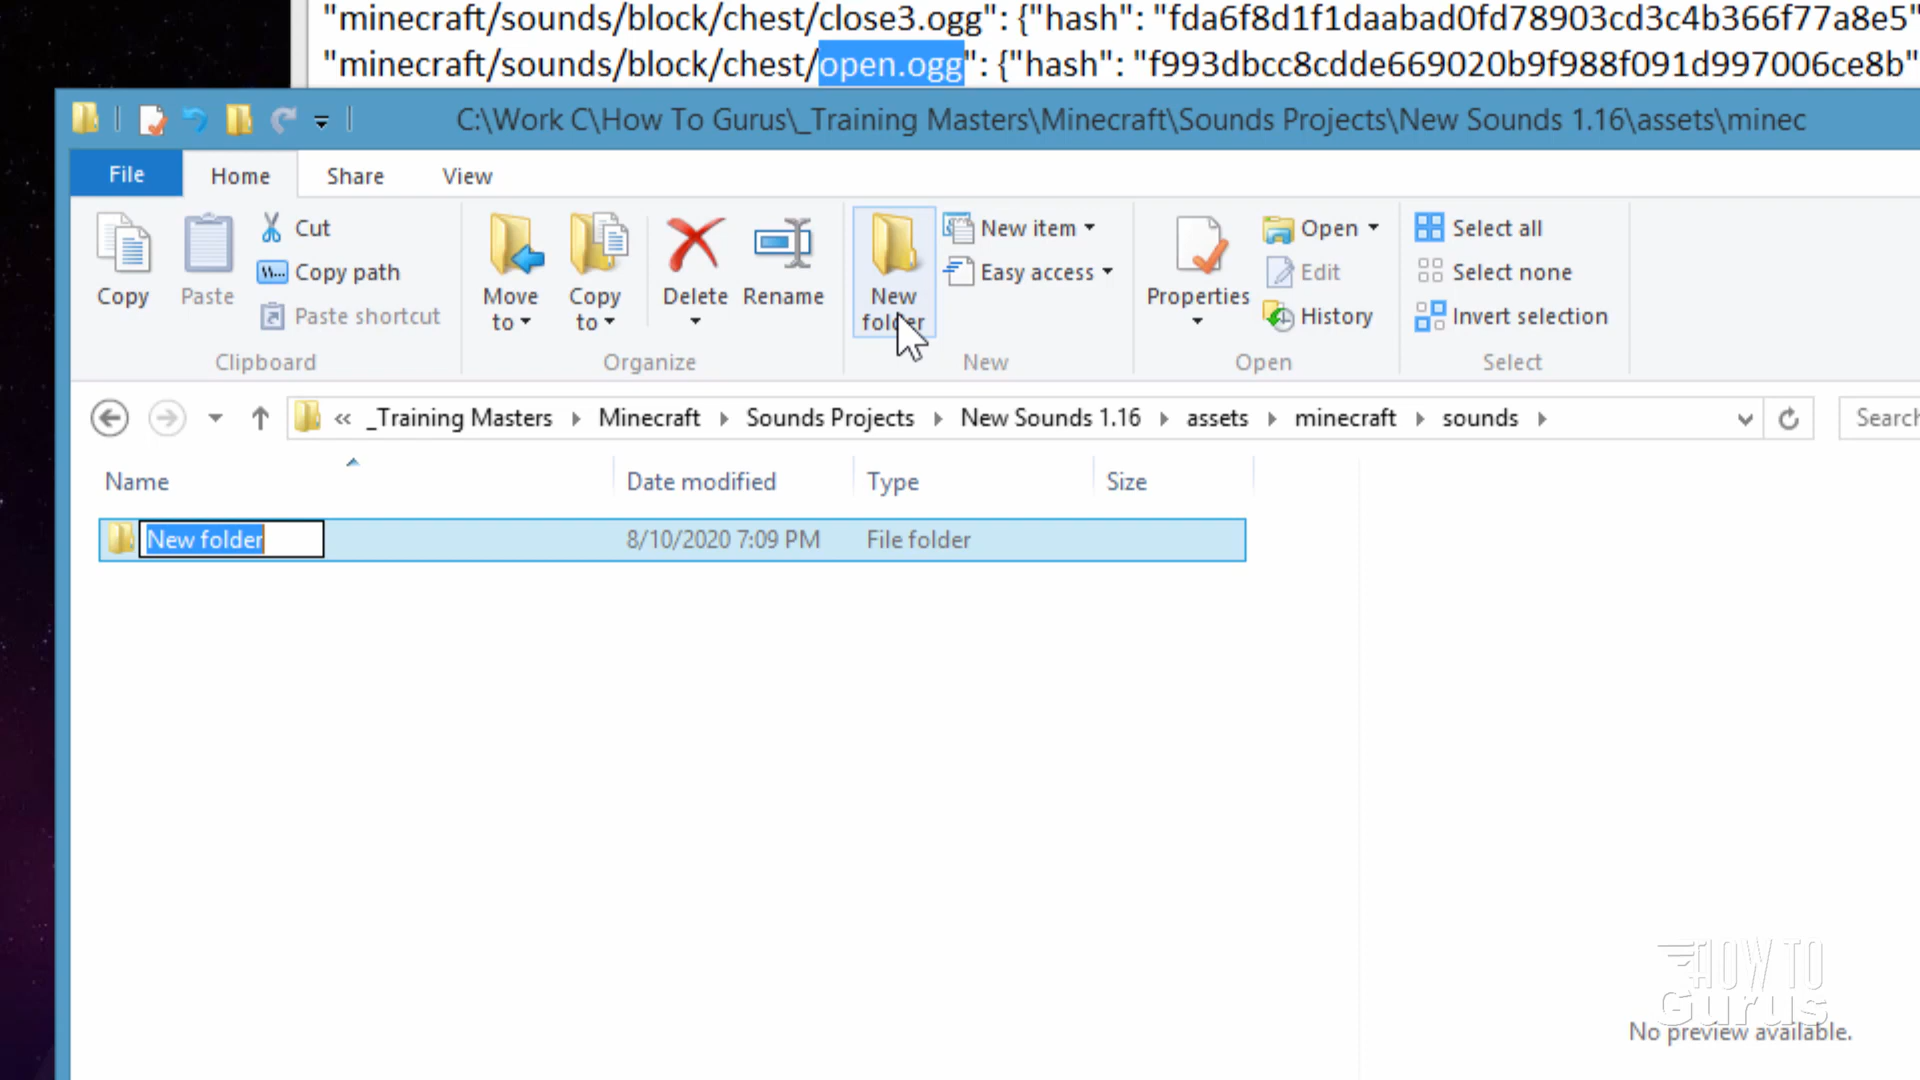 "minecraft/sounds/block/chest/close3.ogg": {"hash": "fda6f8d1f1daabad0fd78903cd3c4b366f77a8e5"
"minecraft/sounds/block/chest/open.ogg": {"hash": "f993dbcc8cdde669020b9f988f091d997006ce8b"
C:\Work C\How To Gurus\_Training Masters\Minecraft\Sounds Projects\New Sounds 1.16\assets\minec
File Home Share View
Copy
Paste
Cut
Copy path
Paste shortcut
Clipboard
Move to
Copy to
Delete
Rename
Organize
New folder
New item
Easy access
New
Properties
Open
Edit
History
Open
Select all
Select none
Invert selection
Select
« _Training Masters Minecraft Sounds Projects New Sounds 1.16 assets minecraft sounds
Search
Name Date modified Type Size
New folder 8/10/2020 7:09 PM File folder
HOW TO
Gurus
No preview available.